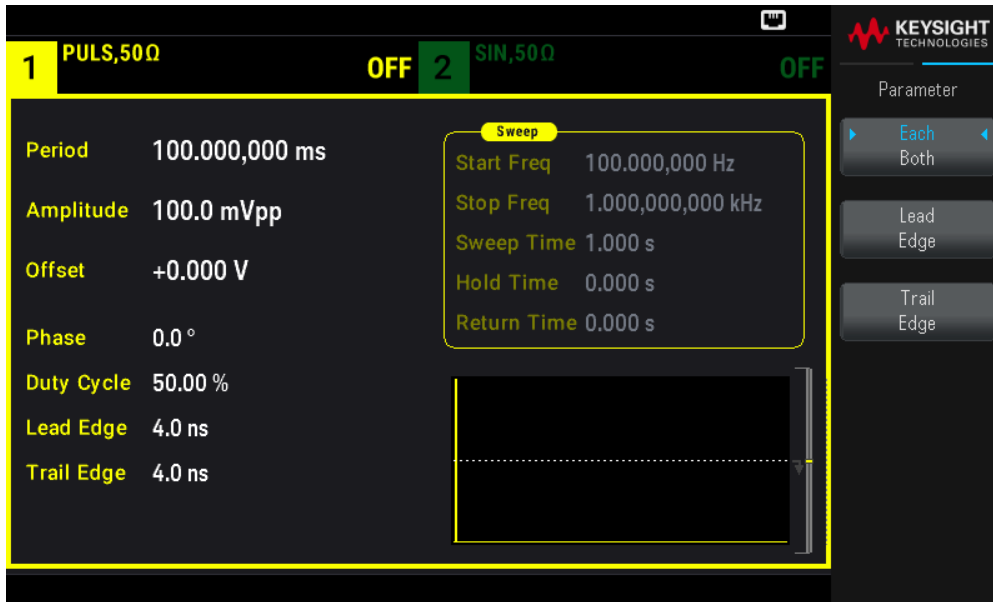 KEYSIGHT
TECHNOLOGIES
1 PULS,50Ω OFF 2 SIN,50Ω OFF
Parameter
Period 100.000,000 ms
Amplitude 100.0 mVpp
Offset +0.000 V
Phase 0.0 °
Duty Cycle 50.00 %
Lead Edge 4.0 ns
Trail Edge 4.0 ns
Sweep
Start Freq 100.000,000 Hz
Stop Freq 1.000,000,000 kHz
Sweep Time 1.000 s
Hold Time 0.000 s
Return Time 0.000 s
Each
Both
Lead
Edge
Trail
Edge